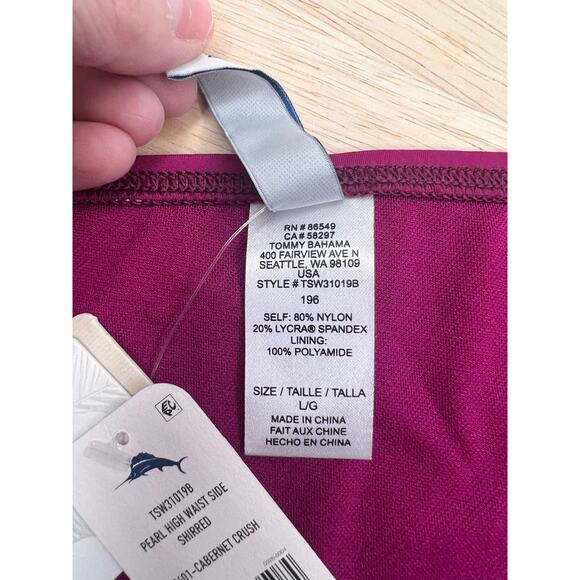 RN # 86549
CA # 58297
TOMMY BAHAMA
400 FAIRVIEW AVE N
SEATTLE, WA 98109
USA
STYLE # TSW31019B
196
SELF: 80% NYLON
20% LYCRA® SPANDEX
LINING:
100% POLYAMIDE
SIZE / TAILLE / TALLA
L/G
MADE IN CHINA
FAIT AUX CHINE
HECHO EN CHINA
TSW31019B
PEARL HIGH WAIST SIDE
SHIRRED
01-CABERNET CRUSH